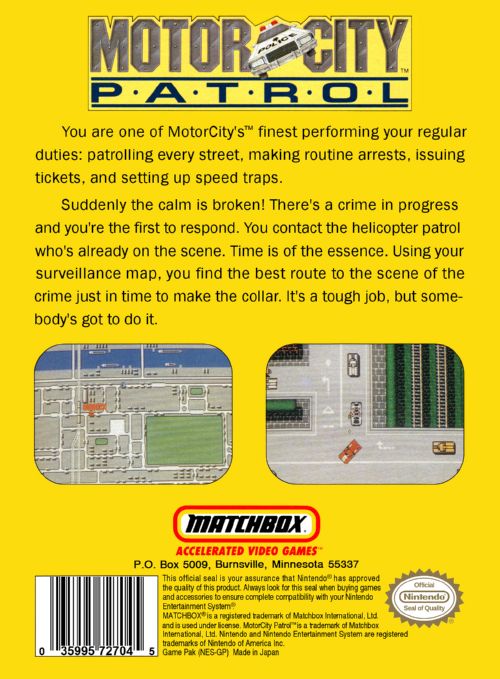 MOTOR CITY
POLICE
P·A·T·R·O·L
You are one of MotorCity's™ finest performing your regular
duties: patrolling every street, making routine arrests, issuing
tickets, and setting up speed traps.
Suddenly the calm is broken! There's a crime in progress
and you're the first to respond. You contact the helicopter patrol
who's already on the scene. Time is of the essence. Using your
surveillance map, you find the best route to the scene of the
crime just in time to make the collar. It's a tough job, but some-
body's got to do it.
MATCHBOX
ACCELERATED VIDEO GAMES™
P.O. Box 5009, Burnsville, Minnesota 55337
This official seal is your assurance that Nintendo® has approved
the quality of this product. Always look for this seal when buying games
and accessories to ensure complete compatibility with your Nintendo
Entertainment System®
MATCHBOX® is a registered trademark of Matchbox International, Ltd.
and is used under license. MotorCity Patrol™ is a trademark of Matchbox
International, Ltd. Nintendo and Nintendo Entertainment System are registered
trademarks of Nintendo of America Inc.
Game Pak (NES-GP) Made in Japan
0 35995 72704 5
Official
Nintendo
Seal of Quality